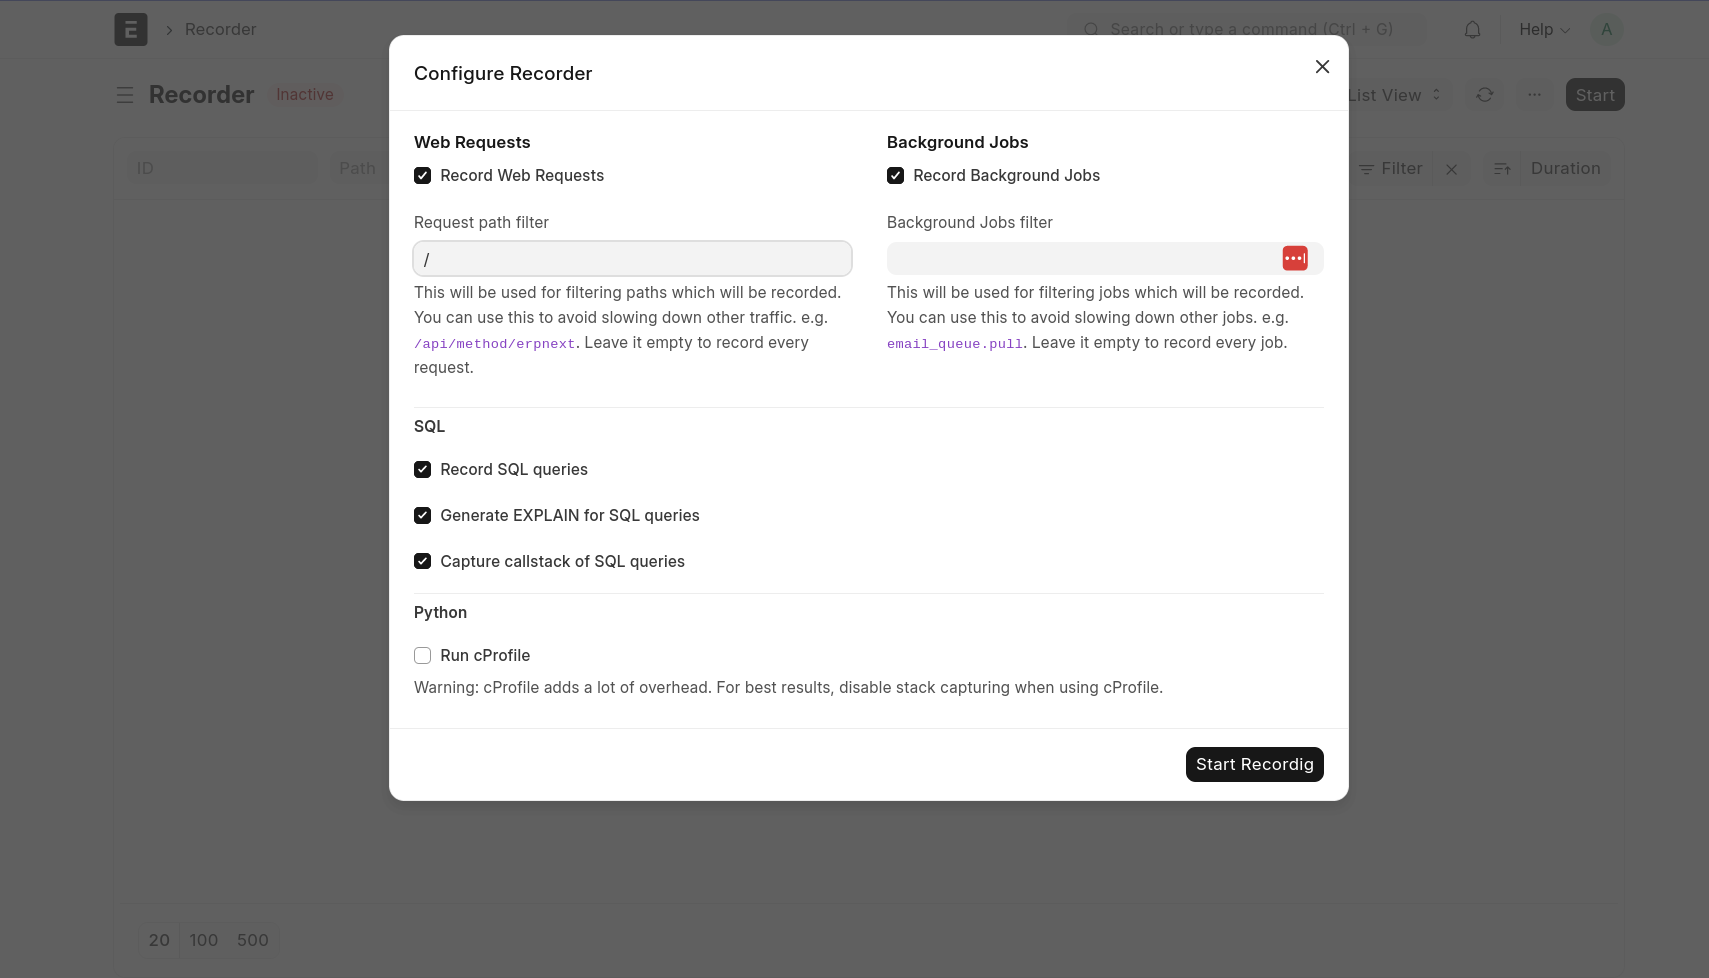 Recorder
Search or type a command (Ctrl + G)
Help
A
Recorder
Inactive
List View
Start
ID
Path
Filter
Duration
Configure Recorder
Web Requests
Record Web Requests
Request path filter
/
This will be used for filtering paths which will be recorded.
You can use this to avoid slowing down other traffic. e.g.
/api/method/erpnext. Leave it empty to record every
request.
Background Jobs
Record Background Jobs
Background Jobs filter
This will be used for filtering jobs which will be recorded.
You can use this to avoid slowing down other jobs. e.g.
email_queue.pull. Leave it empty to record every job.
SQL
Record SQL queries
Generate EXPLAIN for SQL queries
Capture callstack of SQL queries
Python
Run cProfile
Warning: cProfile adds a lot of overhead. For best results, disable stack capturing when using cProfile.
Start Recordig
20 100 500